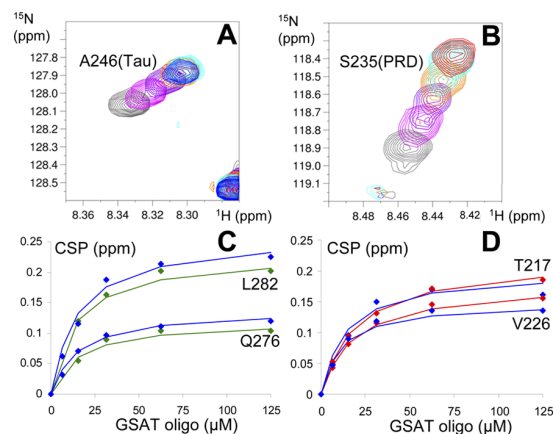 15N
(ppm)
A
A246(Tau)
127.8
127.9
128.0
128.1
128.2
128.3
128.4
128.5
8.36 8.34 8.32 8.30 1H (ppm)
15N
(ppm)
B
S235(PRD)
118.4
118.5
118.6
118.7
118.8
118.9
119.0
119.1
8.48 8.46 8.44 8.42
1H (ppm)
CSP (ppm)
C
0.25
0.2
0.15
0.1
0.05
0
L282
Q276
0 25 50 75 100 125
GSAT oligo (µM)
CSP (ppm)
D
0.25
0.2
0.15
0.1
0.05
0
T217
V226
0 25 50 75 100 125
GSAT oligo (µM)